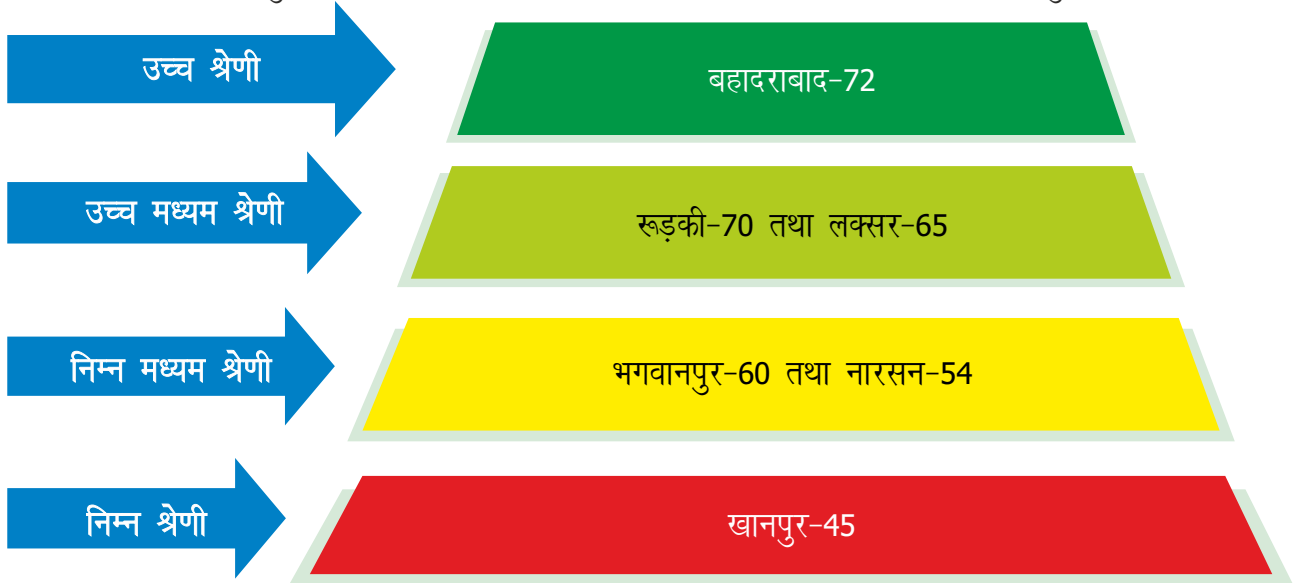 उच्च श्रेणी
बहादराबाद-72
उच्च मध्यम श्रेणी
रूड़की-70 तथा लक्सर-65
निम्न मध्यम श्रेणी
भगवानपुर-60 तथा नारसन-54
निम्न श्रेणी
खानपुर-45